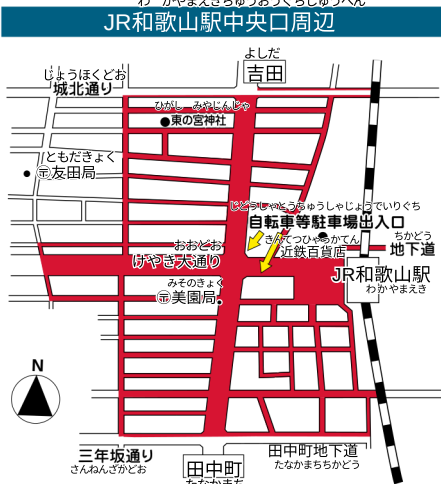 わかやまえきちゅうおうぐちしゅうへん
JR和歌山駅中央口周辺
よしだ
吉田
じょうほくどお
城北通り
ひがし みやじんじゃ
東の宮神社
ともだきょく
〒友田局
じどうしゃとうちゅうしゃじょうでいりぐち
自転車等駐車場出入口
きんてつひゃっかてん
近鉄百貨店
ちかどう
地下道
おおどお
けやき大通り
JR和歌山駅
わかやまえき
みそのきょく
〒美園局
N
三年坂通り
さんねんざかどお
田中町
たなかまち
田中町地下道
たなかまちちかどう